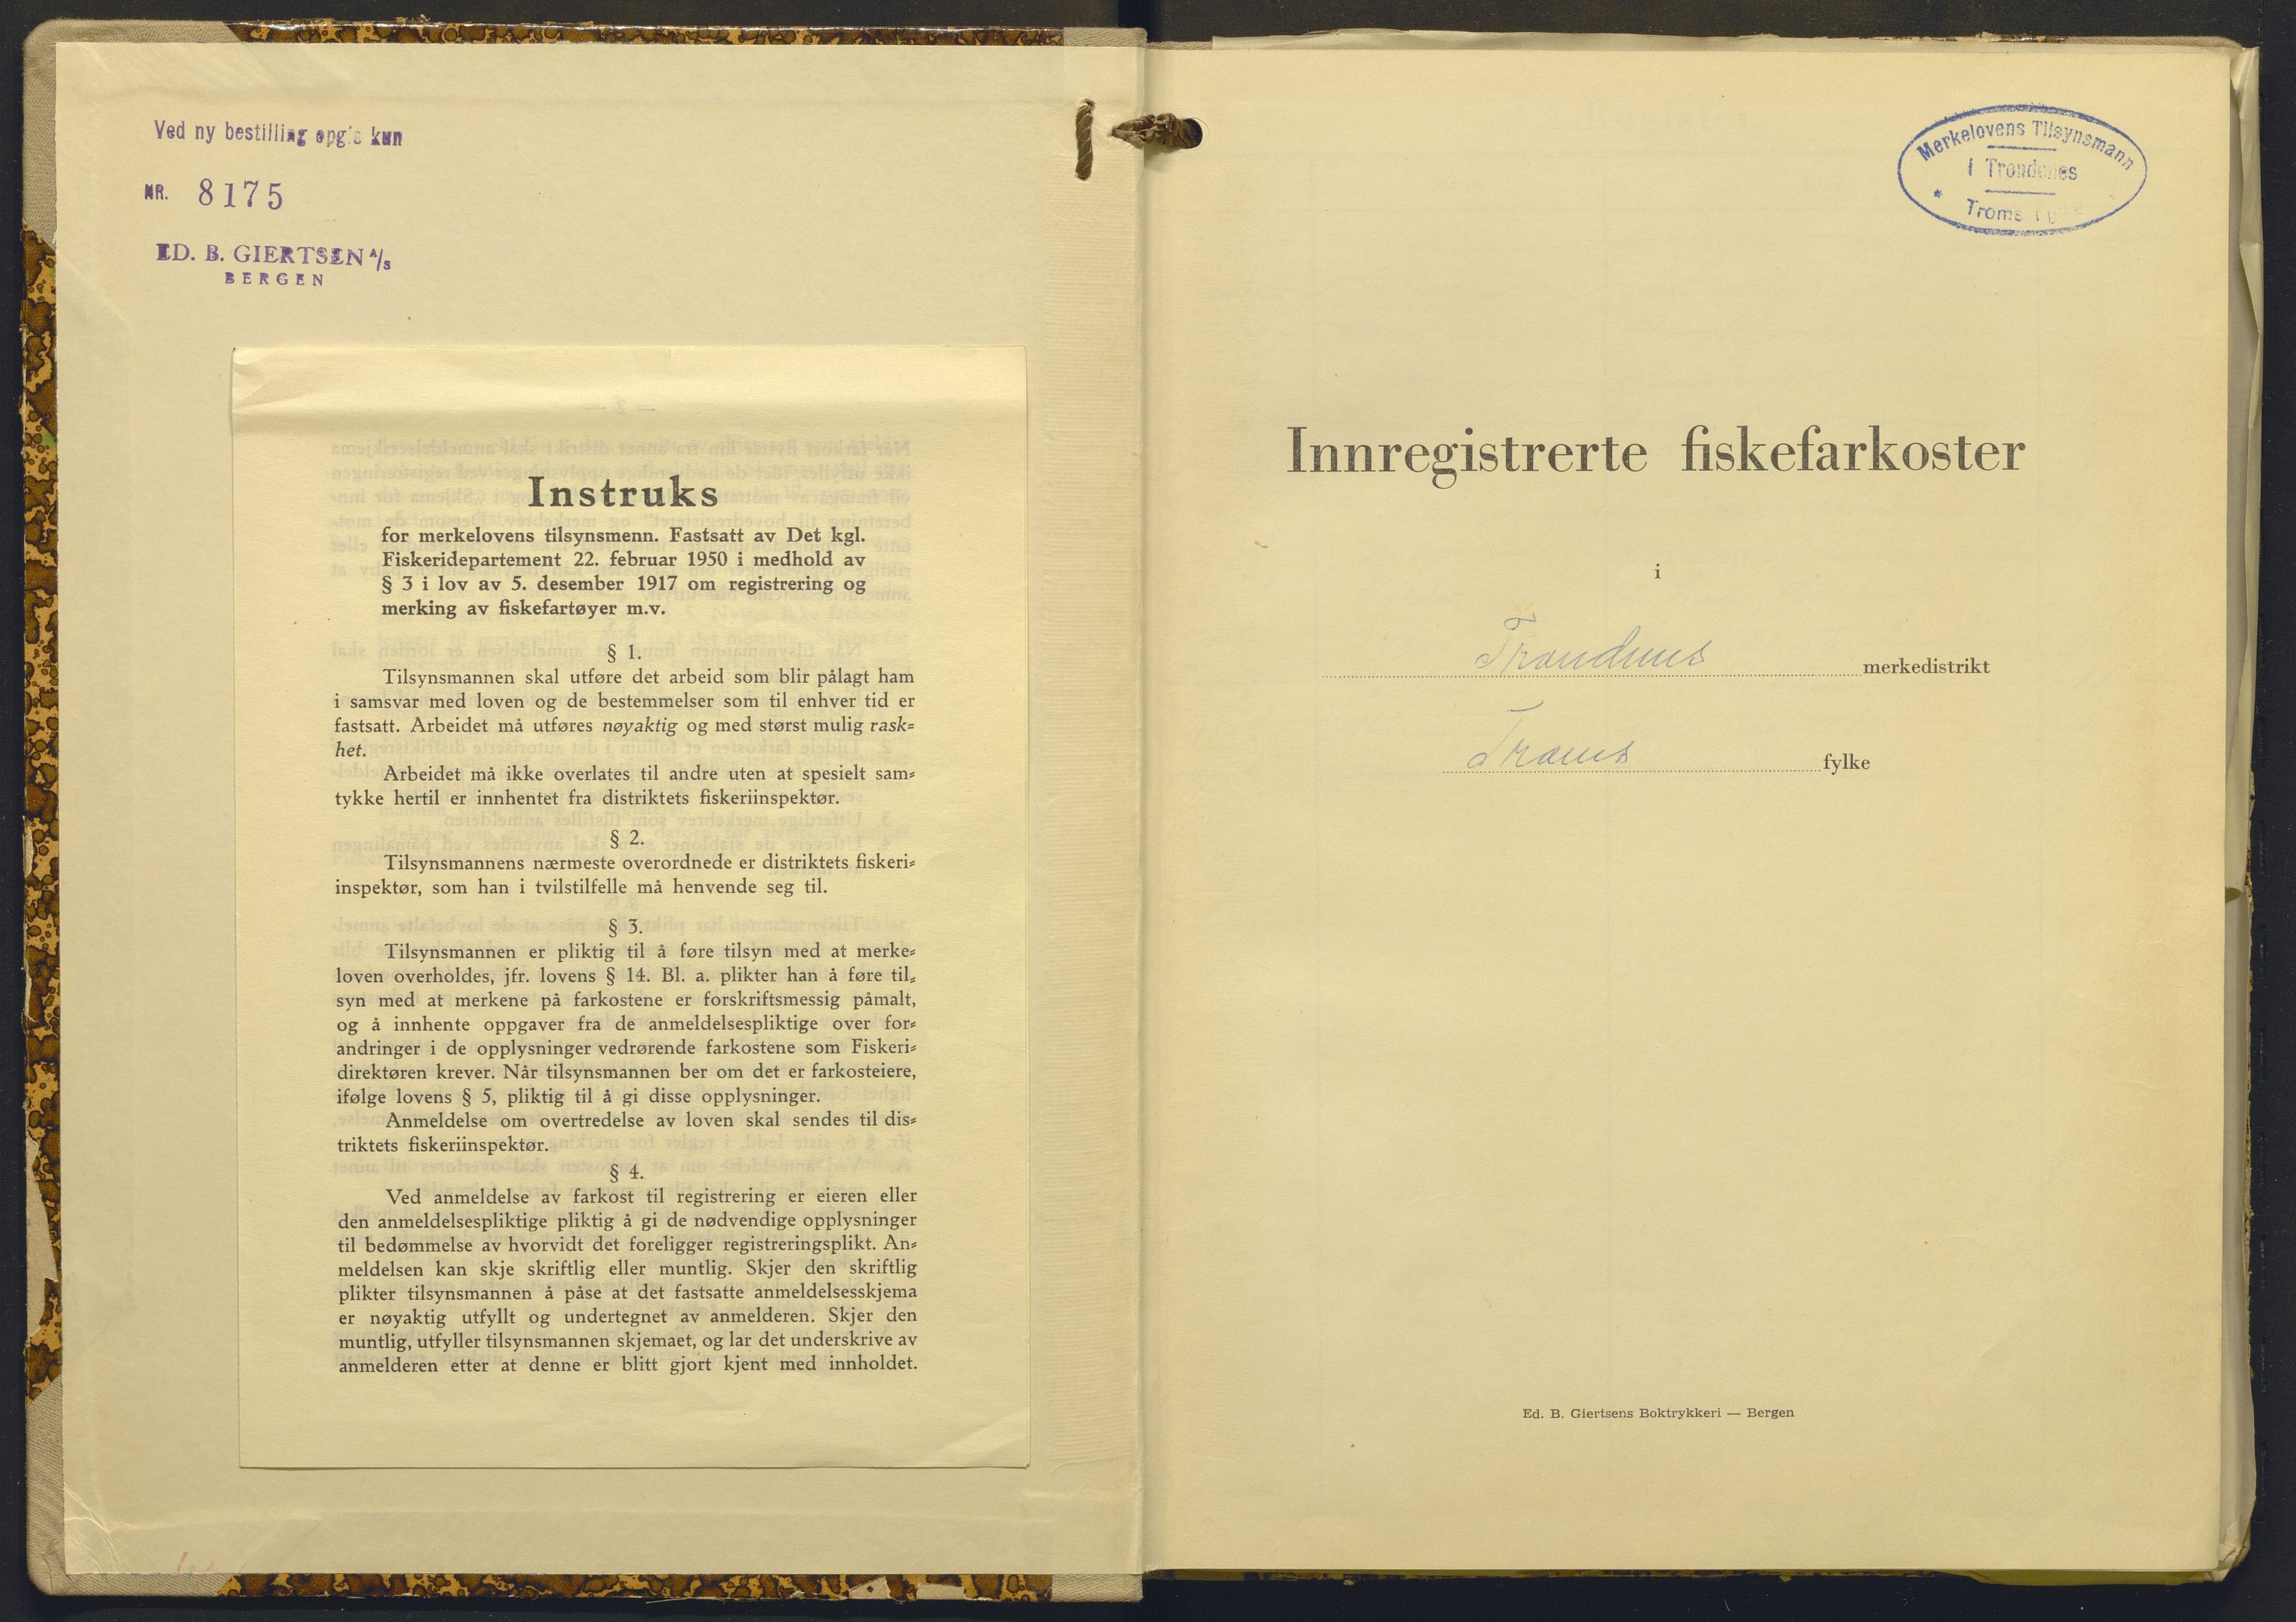 Ved ny bestilling opgis kun
NR. 8175
ED. B. GIERTSEN A/S
BERGEN
Instruks
for merkelovens tilsynsmenn. Fastsatt av Det kgl.
Fiskeridepartement 22. februar 1950 i medhold av
§ 3 i lov av 5. desember 1917 om registrering og
merking av fiskefartøyer m.v.
§ 1.
Tilsynsmannen skal utføre det arbeid som blir pålagt ham
i samsvar med loven og de bestemmelser som til enhver tid er
fastsatt. Arbeidet må utføres nøyaktig og med størst mulig rask-
het.
Arbeidet må ikke overlates til andre uten at spesielt sam-
tykke hertil er innhentet fra distriktets fiskeriinspektør.
§ 2.
Tilsynsmannens nærmeste overordnede er distriktets fiskeri-
inspektør, som han i tvilstilfelle må henvende seg til.
§ 3.
Tilsynsmannen er pliktig til å føre tilsyn med at merke-
loven overholdes, jfr. lovens § 14. Bl. a. plikter han å føre til-
syn med at merkene på farkostene er forskriftsmessig påmalt,
og å innhente oppgaver fra de anmeldelsespliktige over for-
andringer i de opplysninger vedrørende farkostene som Fiskeri-
direktøren krever. Når tilsynsmannen ber om det er farkosteiere,
ifølge lovens § 5, pliktig til å gi disse opplysninger.
Anmeldelse om overtredelse av loven skal sendes til dis-
triktets fiskeriinspektør.
§ 4.
Ved anmeldelse av farkost til registrering er eieren eller
den anmeldelsespliktige pliktig å gi de nødvendige opplysninger
til bedømmelse av hvorvidt det foreligger registreringsplikt. An-
meldelsen kan skje skriftlig eller muntlig. Skjer den skriftlig
plikter tilsynsmannen å påse at det fastsatte anmeldelsesskjema
er nøyaktig utfyllt og undertegnet av anmelderen. Skjer den
muntlig, utfyller tilsynsmannen skjemaet, og lar det underskrive av
anmelderen etter at denne er blitt gjort kjent med innholdet.
Merkelovens Tilsynsmann
i Trondenes
* Troms
Innregistrerte fiskefarkoster
i
Trondenes merkedistrikt
Troms fylke
Ed. B. Giertsens Boktrykkeri — Bergen